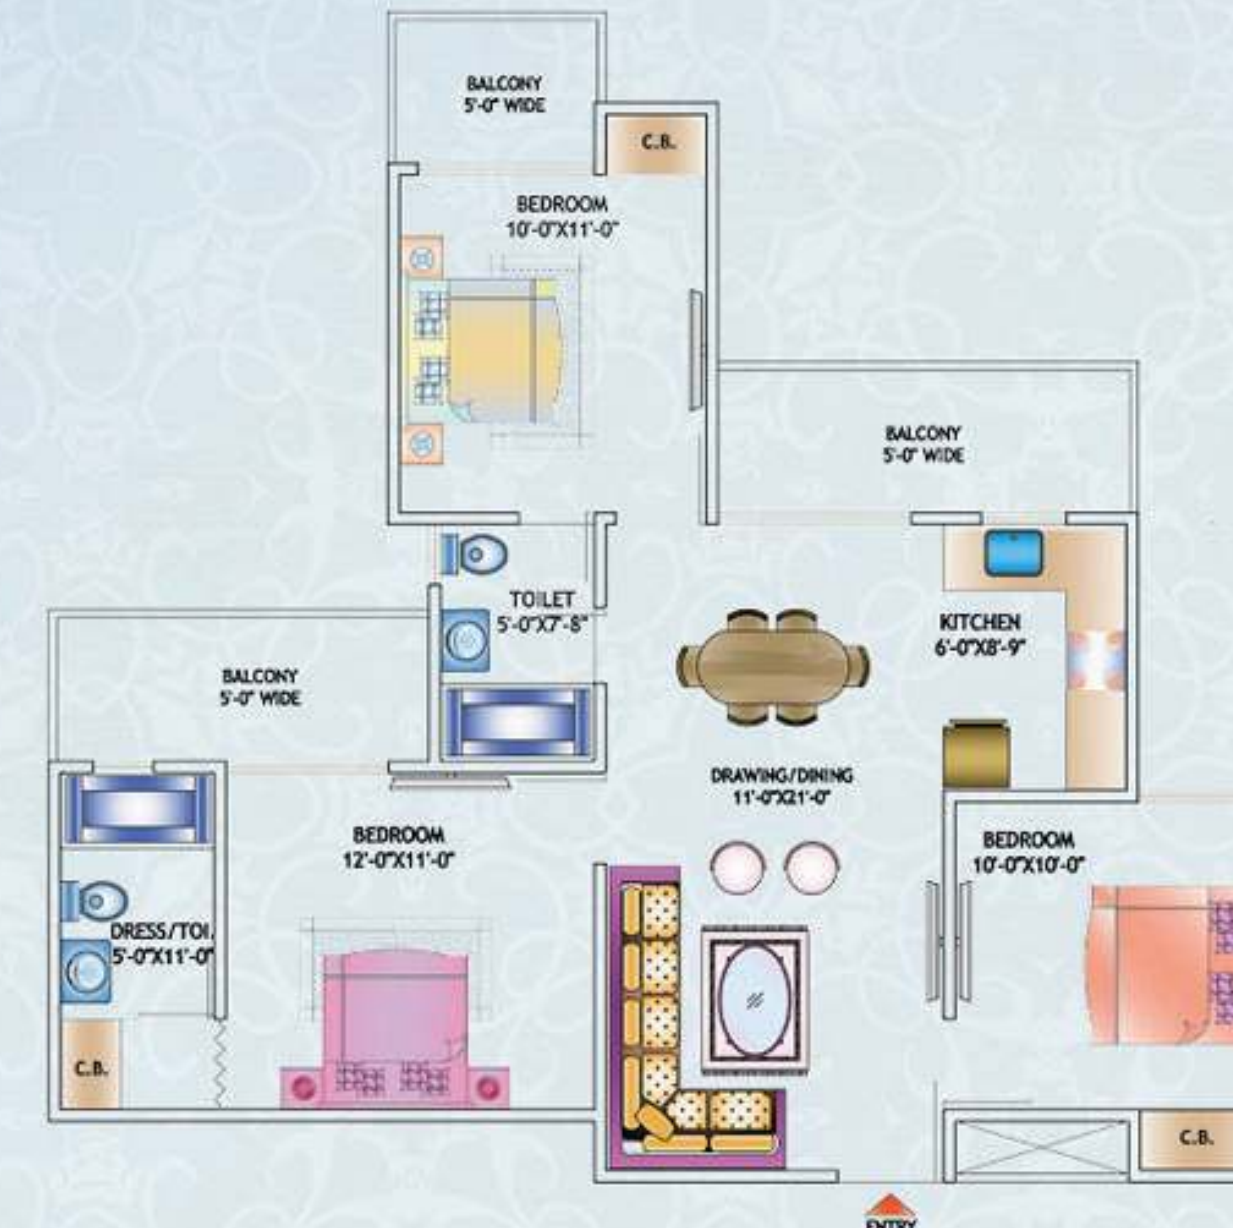 BALCONY
5'-0" WIDE
C.B.
BEDROOM
10'-0"X11'-0"
BALCONY
5'-0" WIDE
TOILET
5'-0"X7'-8"
KITCHEN
6'-0"X8'-9"
BALCONY
5'-0" WIDE
DRAWING/DINING
11'-0"X21'-0"
BEDROOM
12'-0"X11'-0"
BEDROOM
10'-0"X10'-0"
DRESS/TOI.
5'-0"X11'-0"
C.B.
C.B.
ENTRY